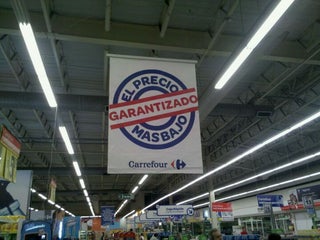 EL PRECIO
GARANTIZADO
MAS BAJO
Carrefour